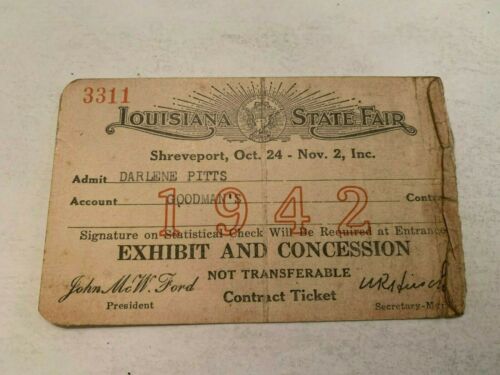 3311
LOUISIANA STATE FAIR
Shreveport, Oct. 24 - Nov. 2, Inc.
Admit DARLENE PITTS
Account GOODMAN'S
1942
Signature on Statistical Check Will Be Required at Entrance
EXHIBIT AND CONCESSION
NOT TRANSFERABLE
John McW. Ford Contract Ticket
President Secretary-M